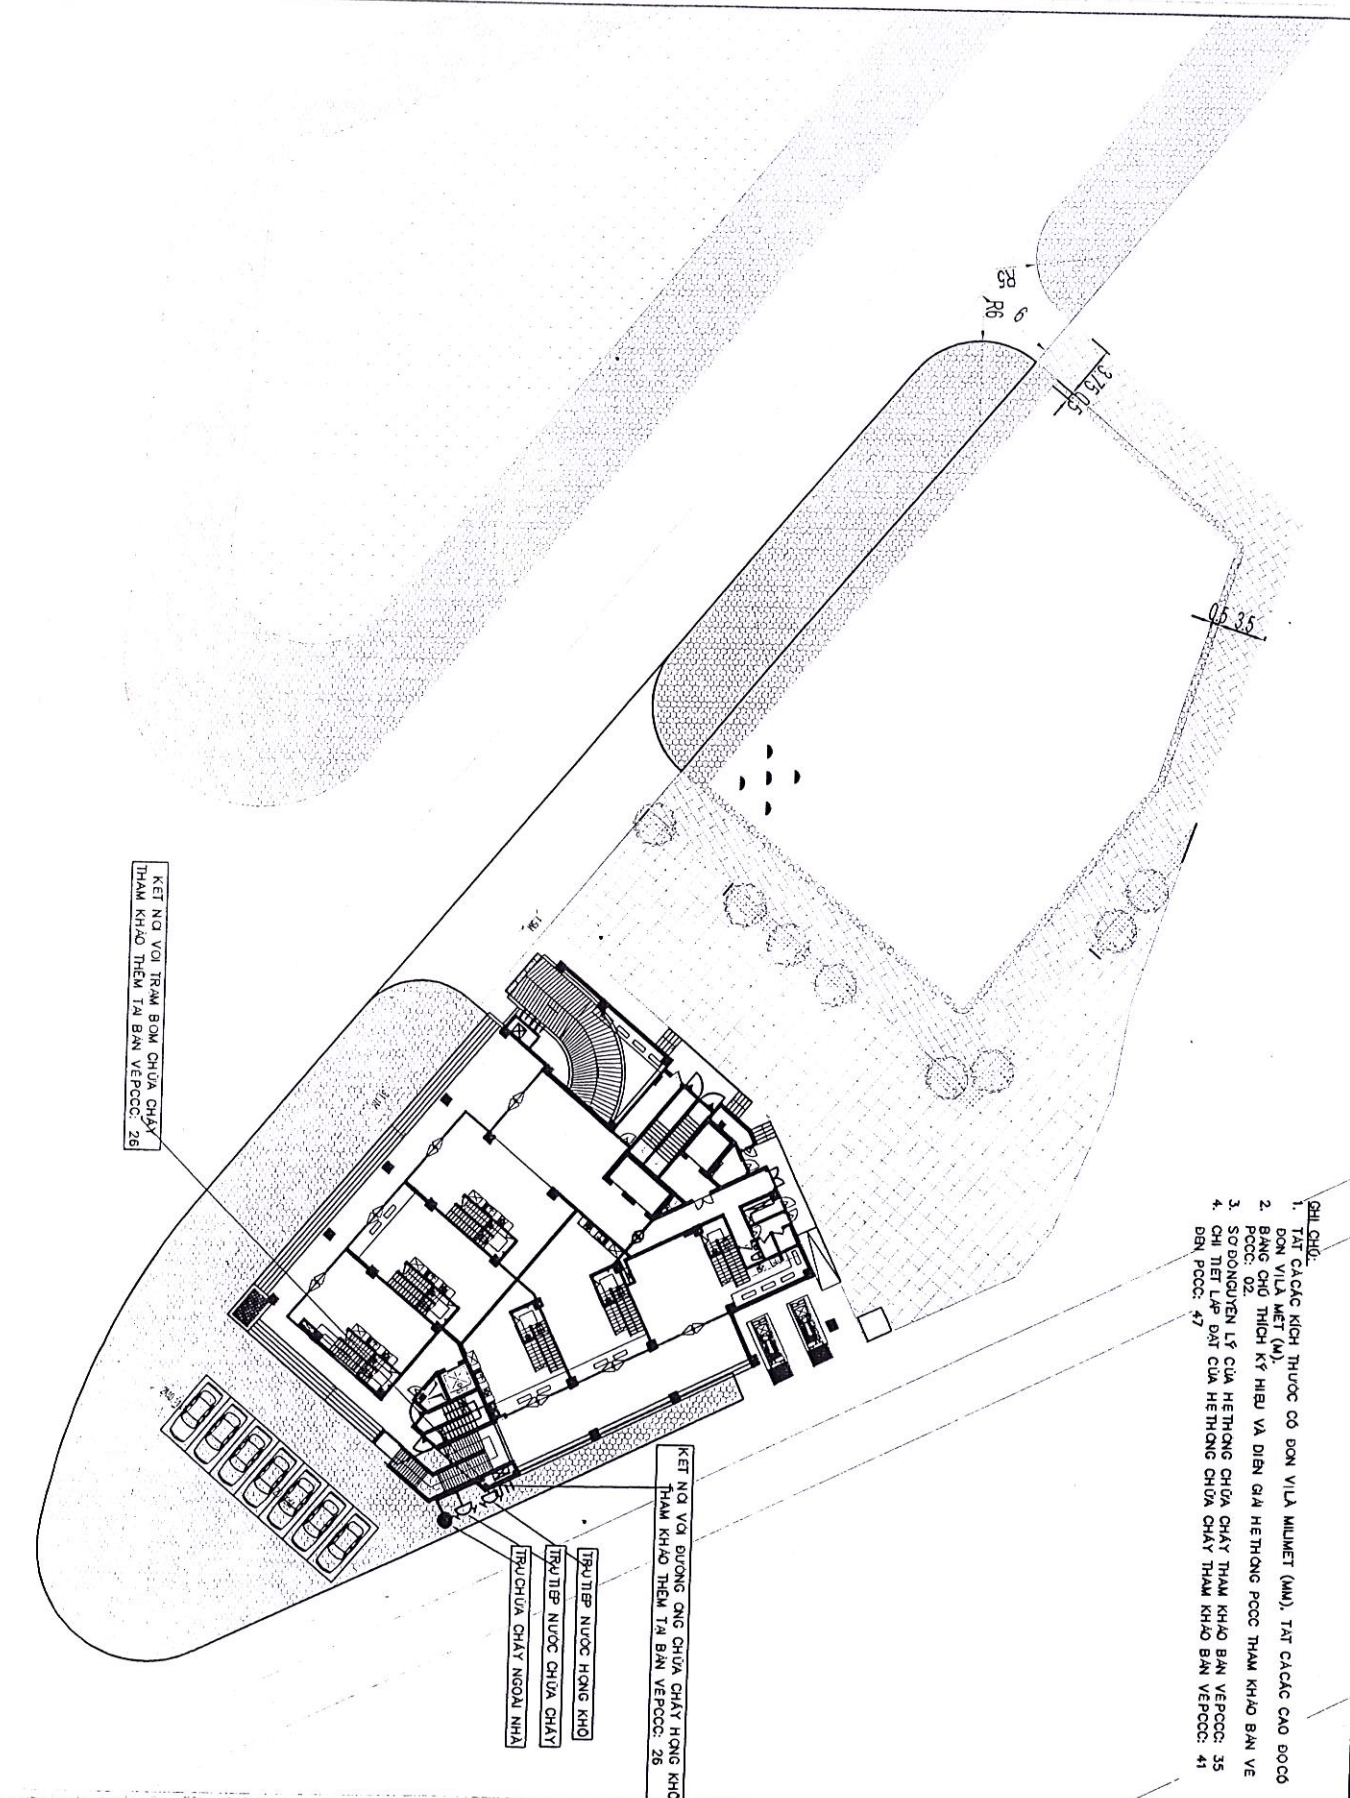 GHI CHÚ:
1. TẤT CẢ CÁC KÍCH THƯỚC CÓ ĐƠN VỊ LÀ MILIMET (MM), TẤT CẢ CÁC CAO ĐỘ CÓ
ĐƠN VỊ LÀ MÉT (M).
2. BẢNG CHÚ THÍCH KÝ HIỆU VÀ DIỄN GIẢI HỆ THỐNG PCCC THAM KHẢO BẢN VẼ
PCCC: 02
3. SƠ ĐỒ NGUYÊN LÝ CỦA HỆ THỐNG CHỮA CHÁY THAM KHẢO BẢN VẼ PCCC: 35
4. CHI TIẾT LẮP ĐẶT CỦA HỆ THỐNG CHỮA CHÁY THAM KHẢO BẢN VẼ PCCC: 41
ĐẾN PCCC: 47
R5
9
R6
3.75
0.5
0.5
3.5
KẾT NỐI VỚI TRẠM BƠM CHỮA CHÁY
THAM KHẢO THÊM TẠI BẢN VẼ PCCC: 26
KẾT NỐI VỚI ĐƯỜNG ỐNG CHỮA CHÁY HỌNG KHÔ
THAM KHẢO THÊM TẠI BẢN VẼ PCCC: 26
TRỤ TIẾP NƯỚC HỌNG KHÔ
TRỤ TIẾP NƯỚC CHỮA CHÁY
TRỤ CHỮA CHÁY NGOÀI NHÀ